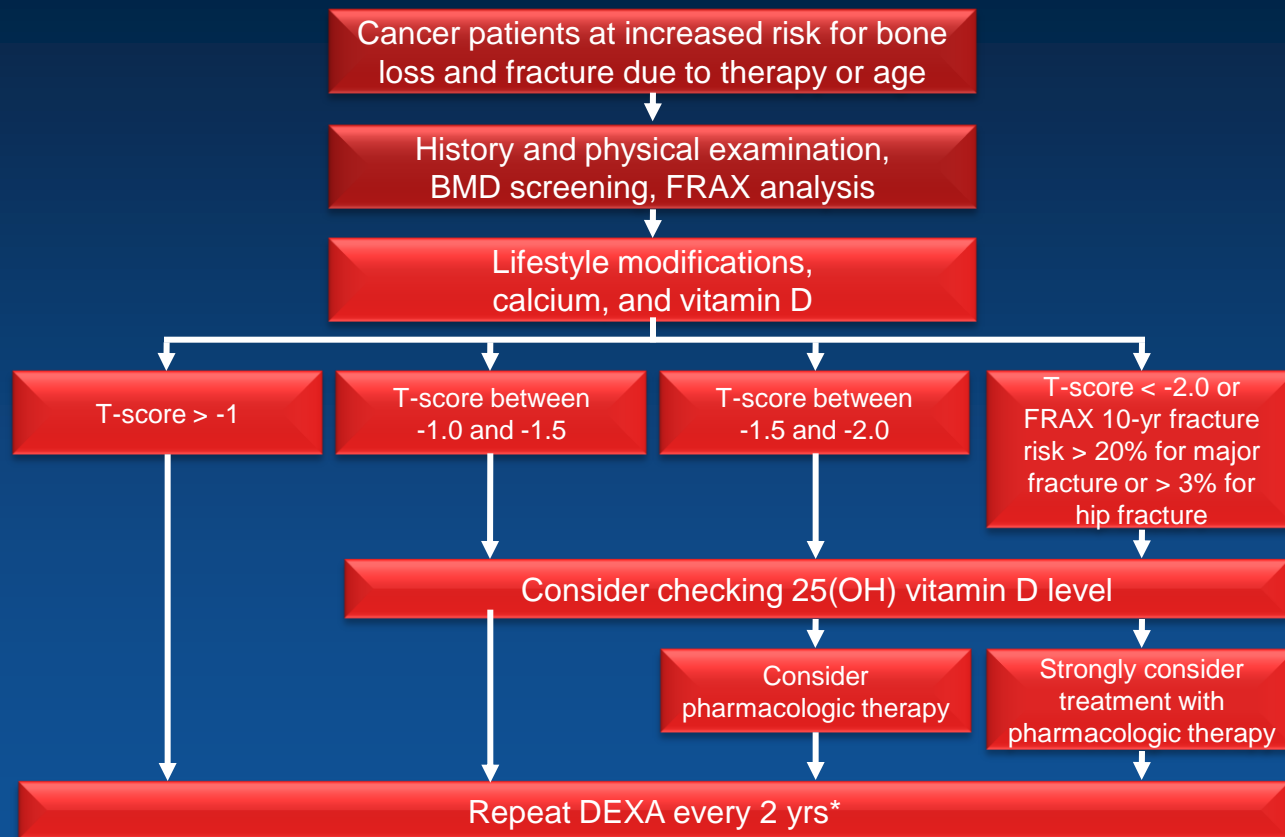 Cancer patients at increased risk for bone
loss and fracture due to therapy or age
History and physical examination,
BMD screening, FRAX analysis
Lifestyle modifications,
calcium, and vitamin D
T-score > -1
T-score between
-1.0 and -1.5
T-score between
-1.5 and -2.0
T-score < -2.0 or
FRAX 10-yr fracture
risk > 20% for major
fracture or > 3% for
hip fracture
Consider checking 25(OH) vitamin D level
Consider
pharmacologic therapy
Strongly consider
treatment with
pharmacologic therapy
Repeat DEXA every 2 yrs*